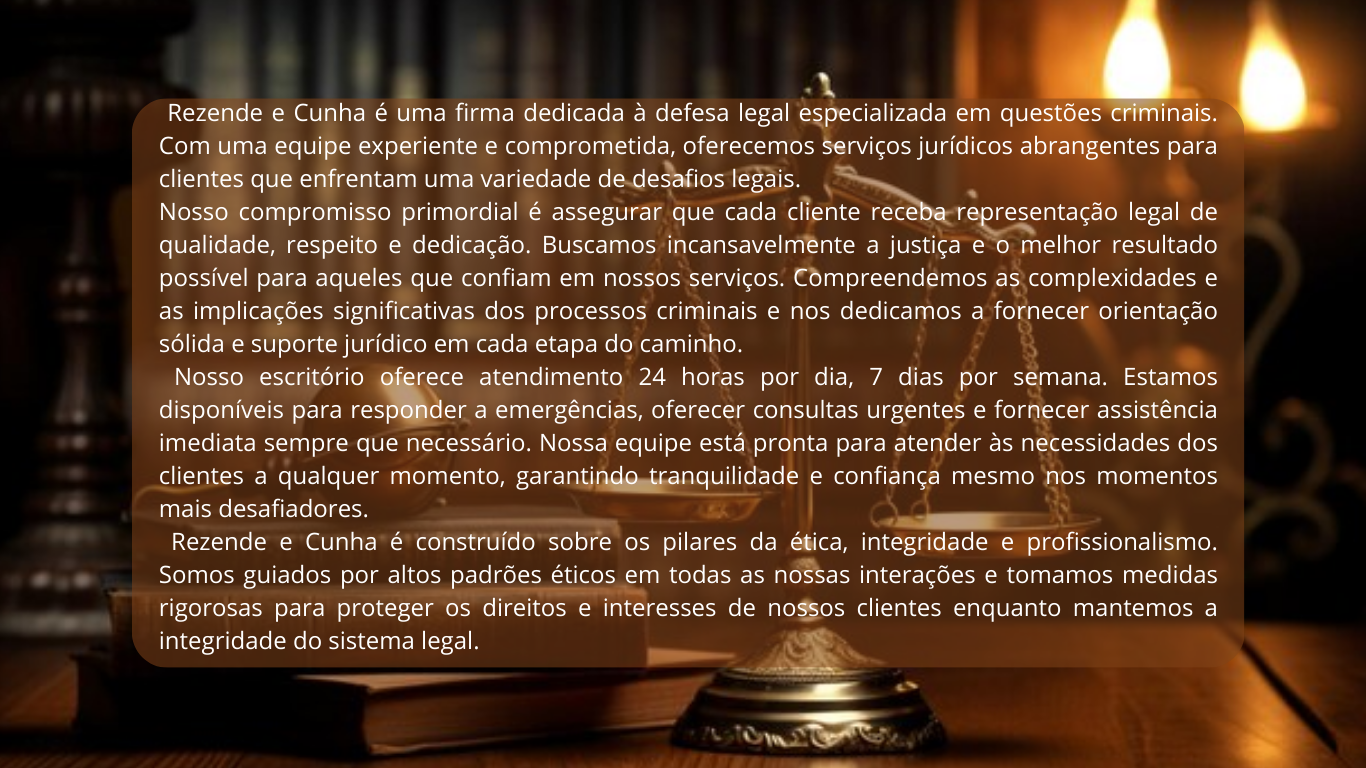 Rezende e Cunha é uma firma dedicada à defesa legal especializada em questões criminais.
Com uma equipe experiente e comprometida, oferecemos serviços jurídicos abrangentes para
clientes que enfrentam uma variedade de desafios legais.
Nosso compromisso primordial é assegurar que cada cliente receba representação legal de
qualidade, respeito e dedicação. Buscamos incansavelmente a justiça e o melhor resultado
possível para aqueles que confiam em nossos serviços. Compreendemos as complexidades e
as implicações significativas dos processos criminais e nos dedicamos a fornecer orientação
sólida e suporte jurídico em cada etapa do caminho.
Nosso escritório oferece atendimento 24 horas por dia, 7 dias por semana. Estamos
disponíveis para responder a emergências, oferecer consultas urgentes e fornecer assistência
imediata sempre que necessário. Nossa equipe está pronta para atender às necessidades dos
clientes a qualquer momento, garantindo tranquilidade e confiança mesmo nos momentos
mais desafiadores.
Rezende e Cunha é construído sobre os pilares da ética, integridade e profissionalismo.
Somos guiados por altos padrões éticos em todas as nossas interações e tomamos medidas
rigorosas para proteger os direitos e interesses de nossos clientes enquanto mantemos a
integridade do sistema legal.